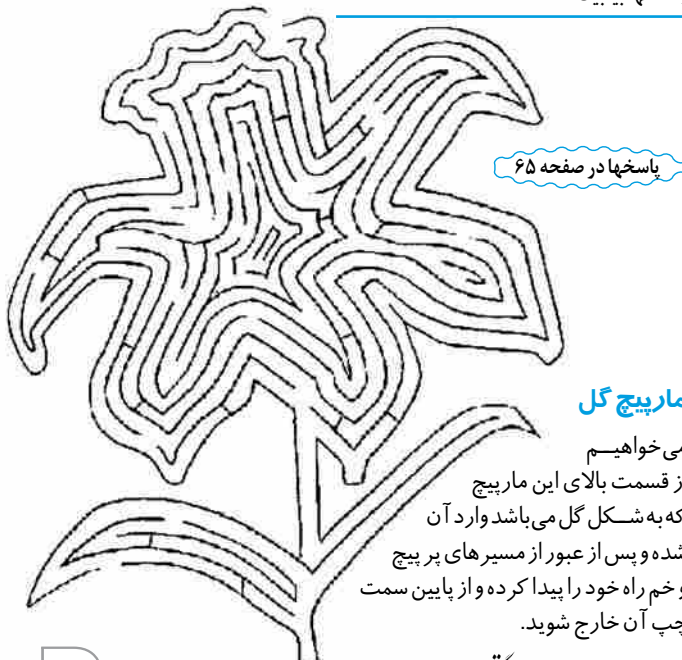 پاسخها در صفحه ۶۵
مارپیچ گل
می‌خواهیم
از قسمت بالای این مارپیچ
که به شکل گل می‌باشد وارد آن
شده و پس از عبور از مسیرهای پر پیچ
و خم راه خود را پیدا کرده و از پایین سمت
چپ آن خارج شوید.